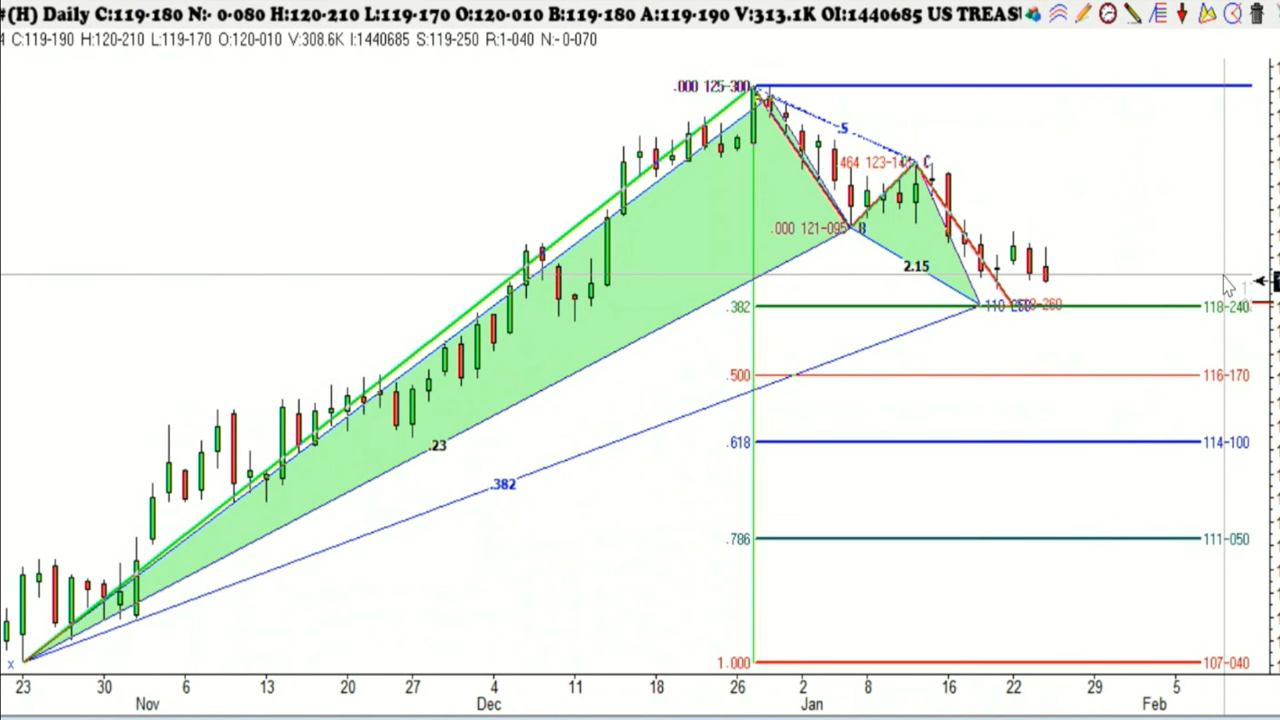 #(H) Daily C:119-180 N:- 0-080 H:120-210 L:119-170 O:120-010 B:119-180 A:119-190 V:313.1K OI:1440685 US TREASU
C:119-190 H:120-210 L:119-170 O:120-010 V:308.6K I:1440685 S:119-250 R:1-040 N:- 0-070
.000 125-300
.5
464 123-14 C
.000 121-095 B
2.15
.382 118-260 118-240
.500 116-170
.618 114-100
.23
.382
.786 111-050
X 1.000 107-040
23 30 6 13 20 27 4 11 18 26 2 8 16 22 29 5
Nov Dec Jan Feb